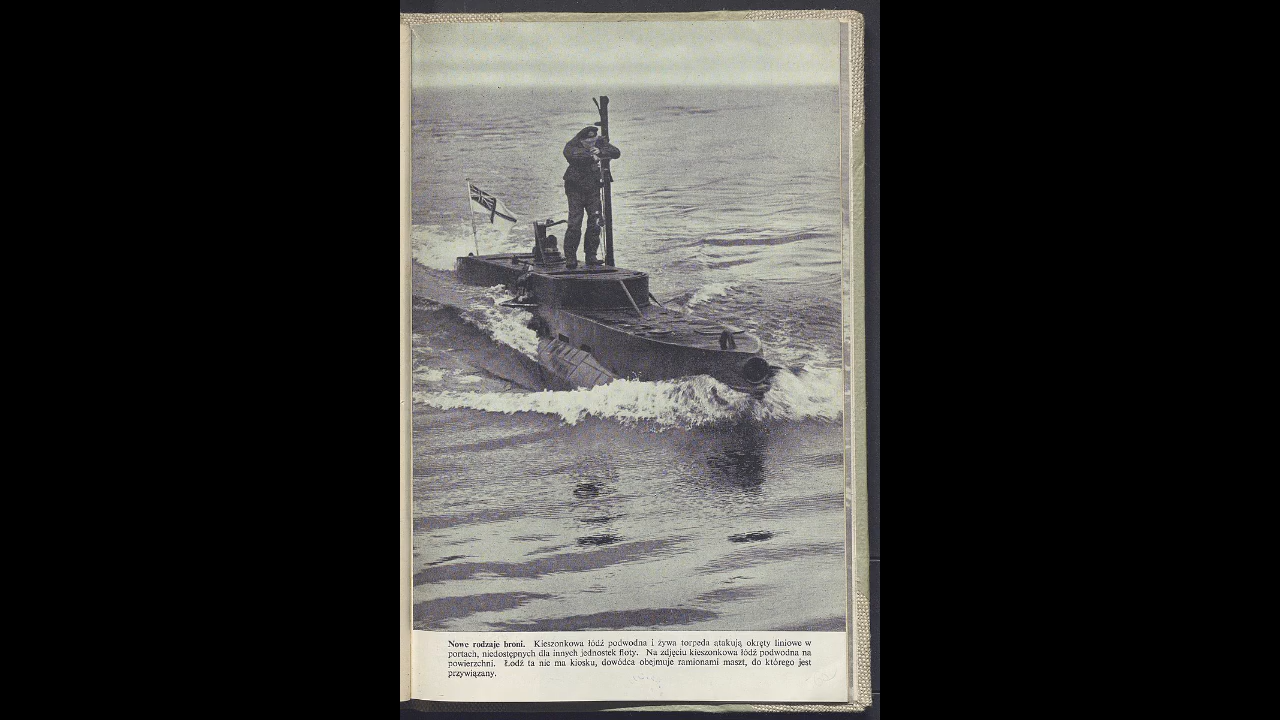 Nowe rodzaje broni. Kieszonkowa łódź podwodna i żywa torpeda atakują okręty liniowe w
portach, niedostępnych dla innych jednostek floty. Na zdjęciu kieszonkowa łódź podwodna na
powierzchni. Łodź ta nie ma kiosku, dowódca obejmuje ramionami maszt, do którego jest
przywiązany.